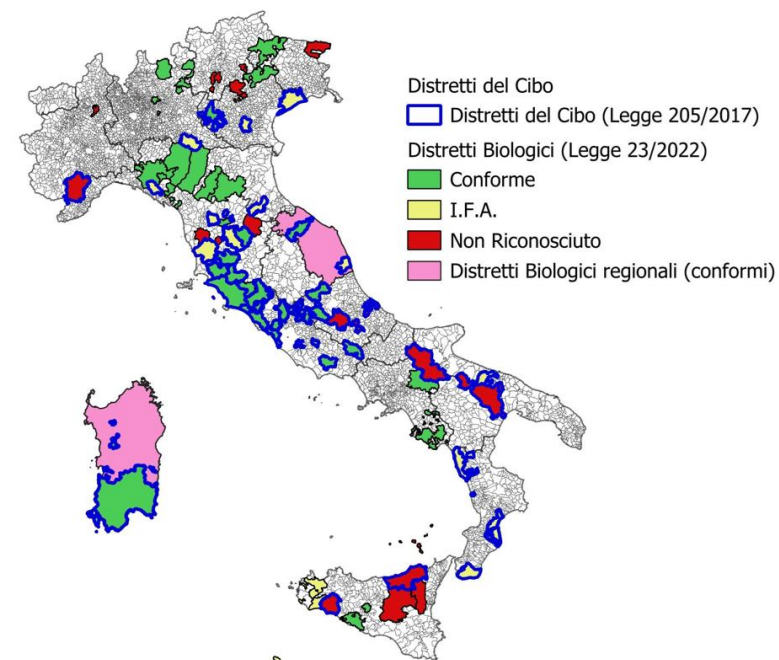 Distretti del Cibo
Distretti del Cibo (Legge 205/2017)
Distretti Biologici (Legge 23/2022)
Conforme
I.F.A.
Non Riconosciuto
Distretti Biologici regionali (conformi)